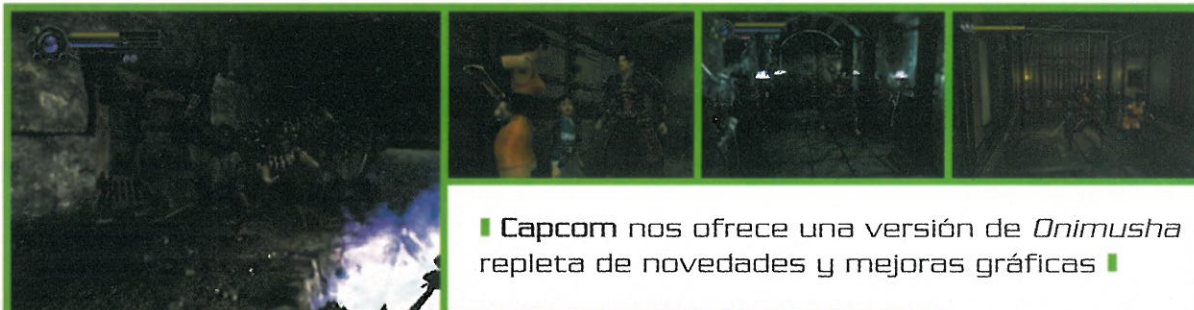 Capcom nos ofrece una versión de Onimusha
repleta de novedades y mejoras gráficas